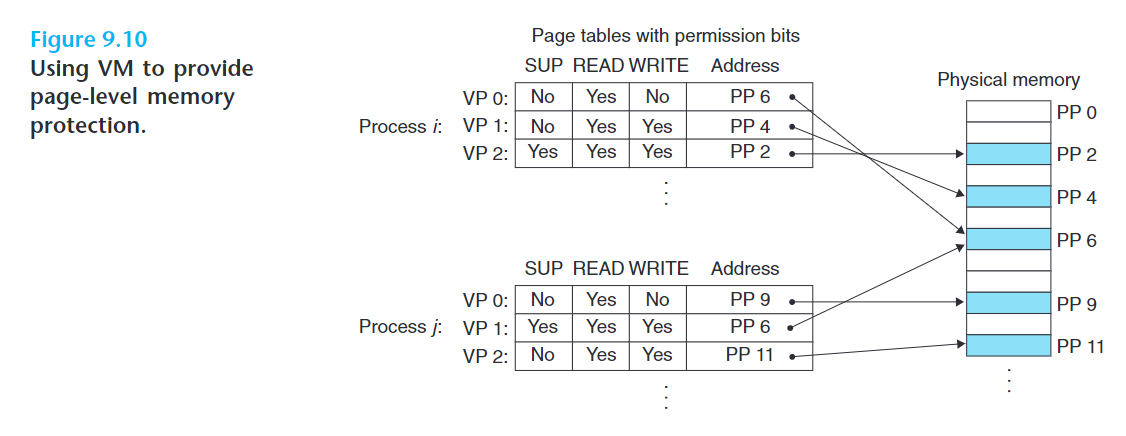 Figure 9.10
Using VM to provide
page-level memory
protection.
Page tables with permission bits
SUP READ WRITE Address
VP 0: No Yes No PP 6
Process i: VP 1: No Yes Yes PP 4
VP 2: Yes Yes Yes PP 2
SUP READ WRITE Address
VP 0: No Yes No PP 9
Process j: VP 1: Yes Yes Yes PP 6
VP 2: No Yes Yes PP 11
Physical memory
PP 0
PP 2
PP 4
PP 6
PP 9
PP 11